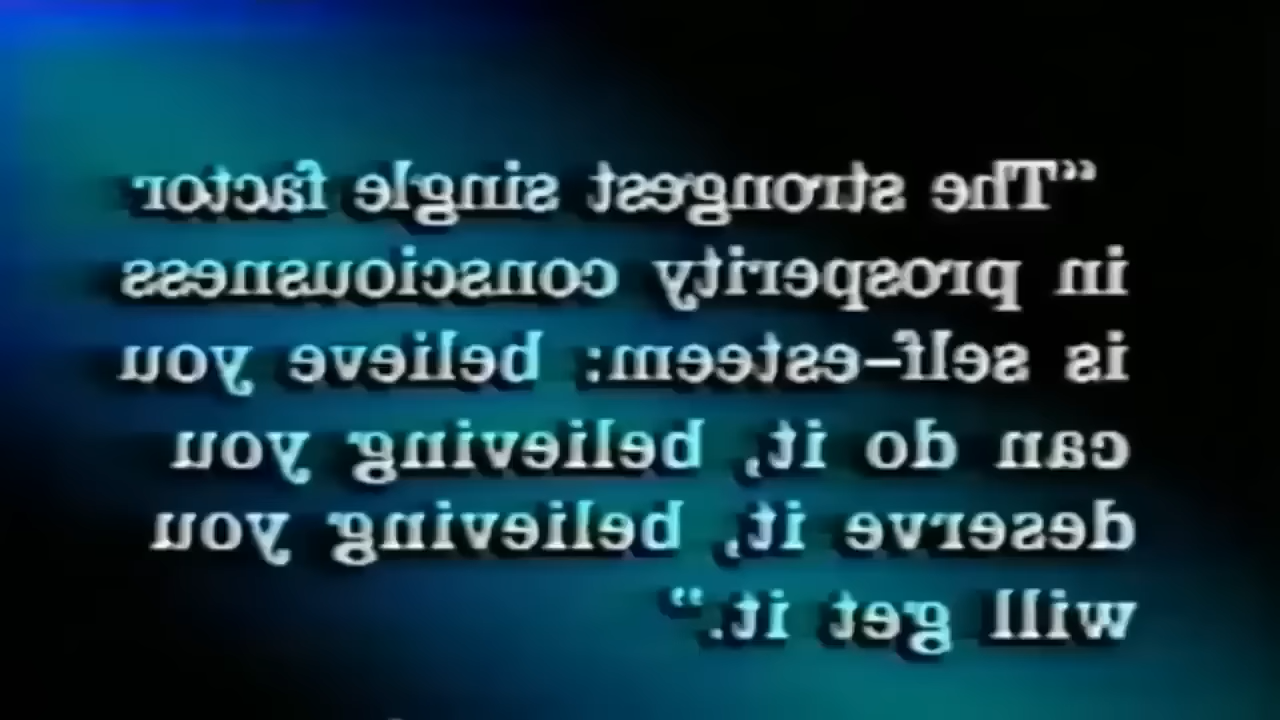 “The strongest single factor
in prosperity consciousness
is self-esteem: believe you
can do it, believing you
deserve it, believing you
will get it.”